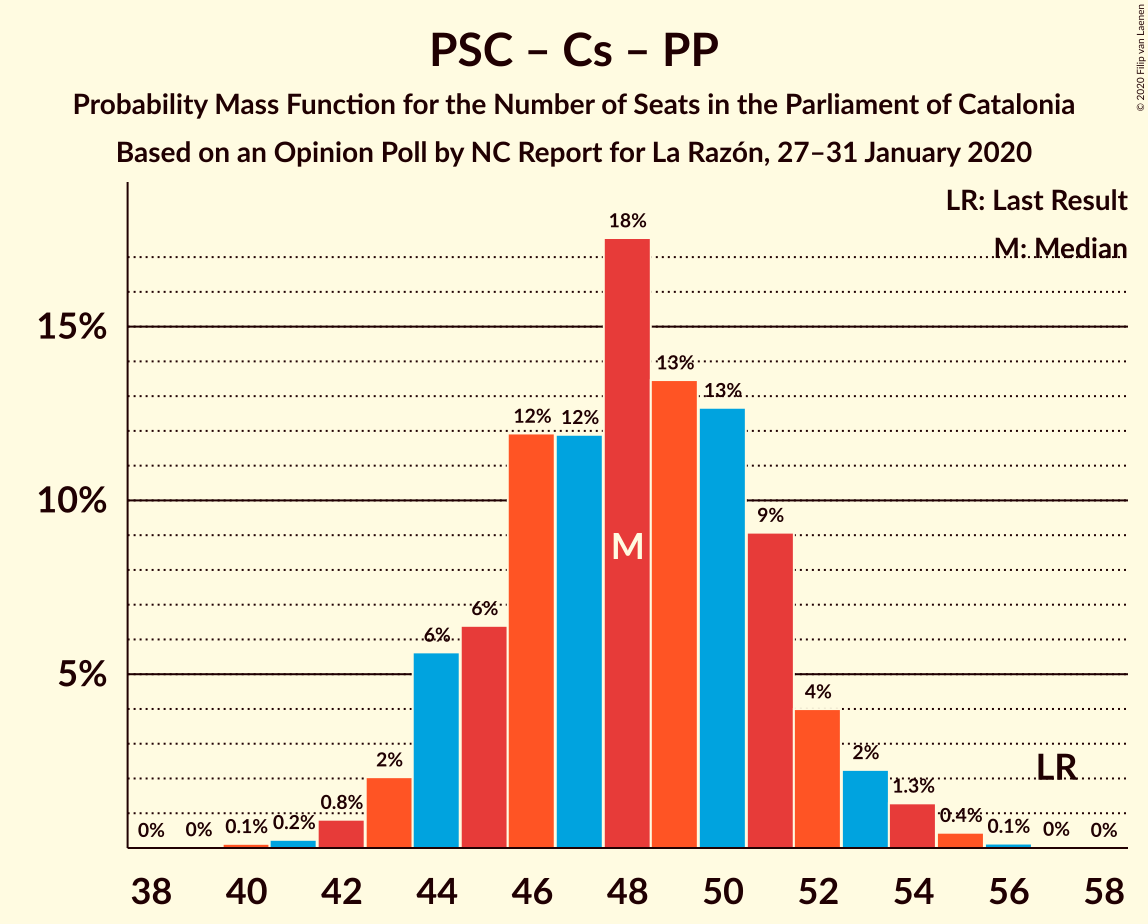 PSC – Cs – PP
Probability Mass Function for the Number of Seats in the Parliament of Catalonia
Based on an Opinion Poll by NC Report for La Razón, 27–31 January 2020
© 2020 Filip van Laenen
LR: Last Result
M: Median
15%
10%
5%
0%
0%
0.1%
0.2%
0.8%
2%
6%
6%
12%
12%
18%
13%
13%
9%
4%
2%
1.3%
0.4%
0.1%
0%
0%
M
LR
38 40 42 44 46 48 50 52 54 56 58